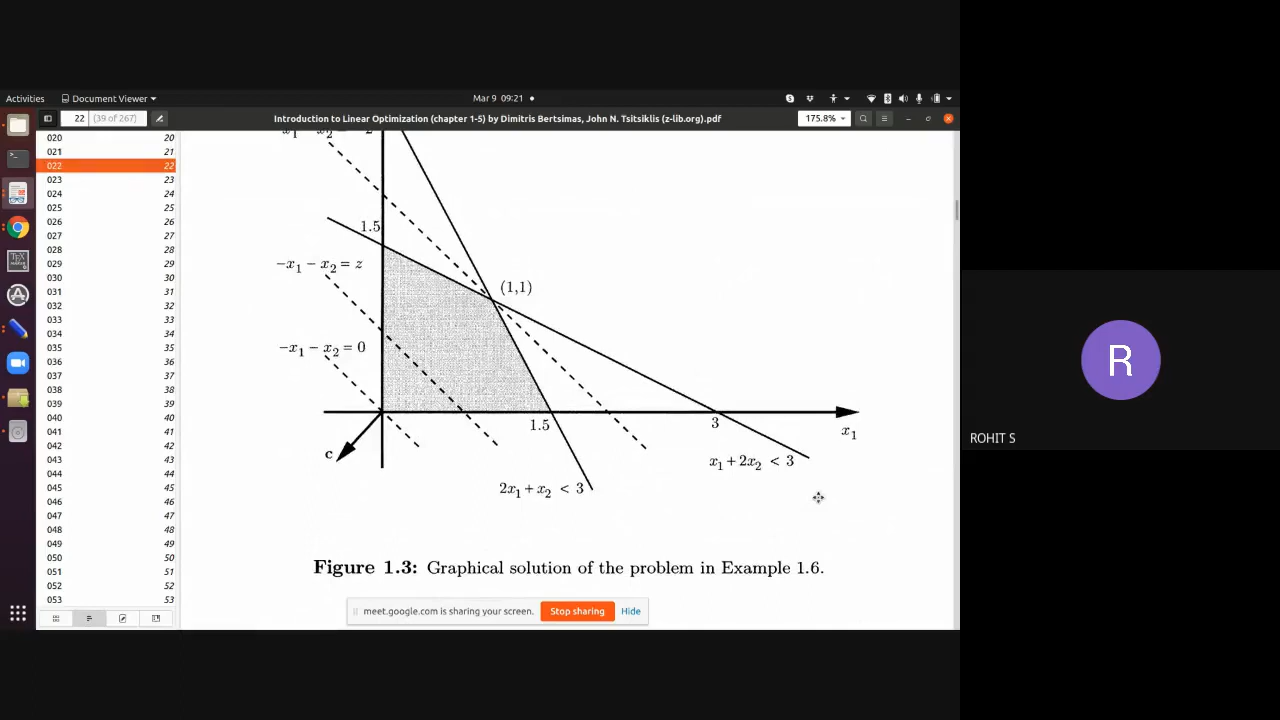 Activities
Document Viewer
Mar 9 09:21
22
(39 of 267)
Introduction to Linear Optimization (chapter 1-5) by Dimitris Bertsimas, John N. Tsitsiklis (z-lib.org).pdf
175.8%
020 20
021 21
022 22
023 23
024 24
025 25
026 26
027 27
028 28
029 29
030 30
031 31
032 32
033 33
034 34
035 35
036 36
037 37
038 38
039 39
040 40
041 41
042 42
043 43
044 44
045 45
046 46
047 47
048 48
049 49
050 50
051 51
052 52
053 53
1.5
−x₁ − x₂ = z
(1,1)
−x₁ − x₂ = 0
1.5
3
x₁
c
x₁ + 2x₂ < 3
2x₁ + x₂ < 3
Figure 1.3: Graphical solution of the problem in Example 1.6.
meet.google.com is sharing your screen.
Stop sharing
Hide
R
ROHIT S